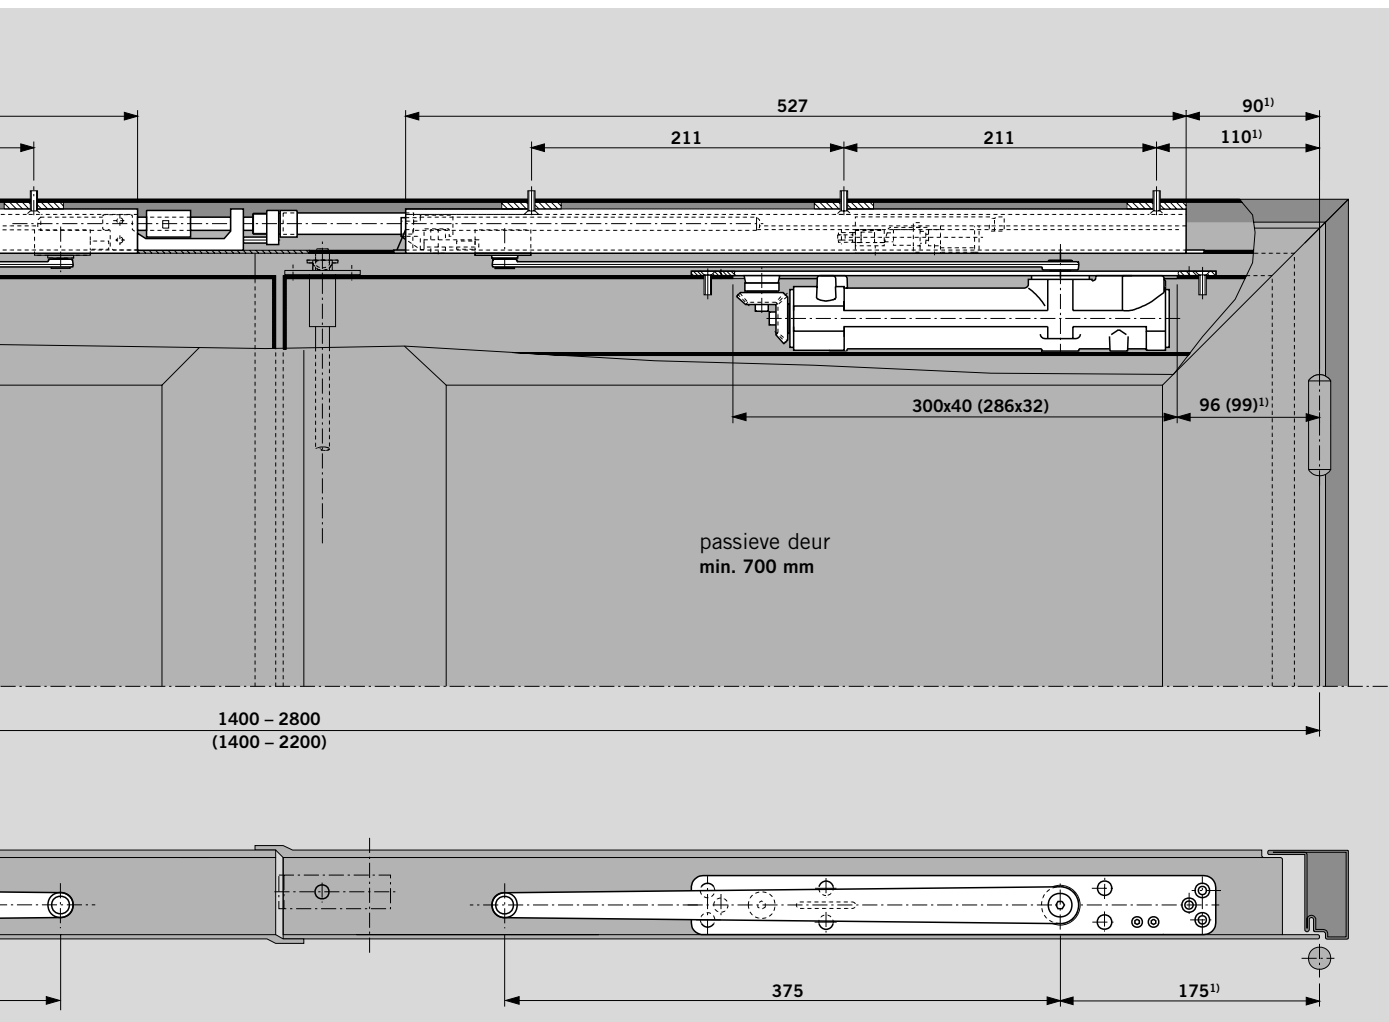 527
90¹⁾
211
211
110¹⁾
300x40 (286x32)
96 (99)¹⁾
passieve deur
min. 700 mm
1400 – 2800
(1400 – 2200)
375
175¹⁾